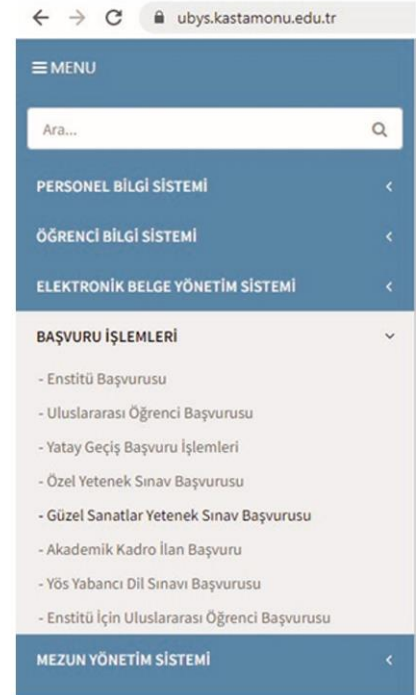 ubys.kastamonu.edu.tr
MENU
Ara...
PERSONEL BİLGİ SİSTEMİ
ÖĞRENCİ BİLGİ SİSTEMİ
ELEKTRONİK BELGE YÖNETİM SİSTEMİ
BAŞVURU İŞLEMLERİ
- Enstitü Başvurusu
- Uluslararası Öğrenci Başvurusu
- Yatay Geçiş Başvuru İşlemleri
- Özel Yetenek Sınav Başvurusu
- Güzel Sanatlar Yetenek Sınav Başvurusu
- Akademik Kadro İlan Başvuru
- Yös Yabancı Dil Sınavı Başvurusu
- Enstitü İçin Uluslararası Öğrenci Başvurusu
MEZUN YÖNETİM SİSTEMİ